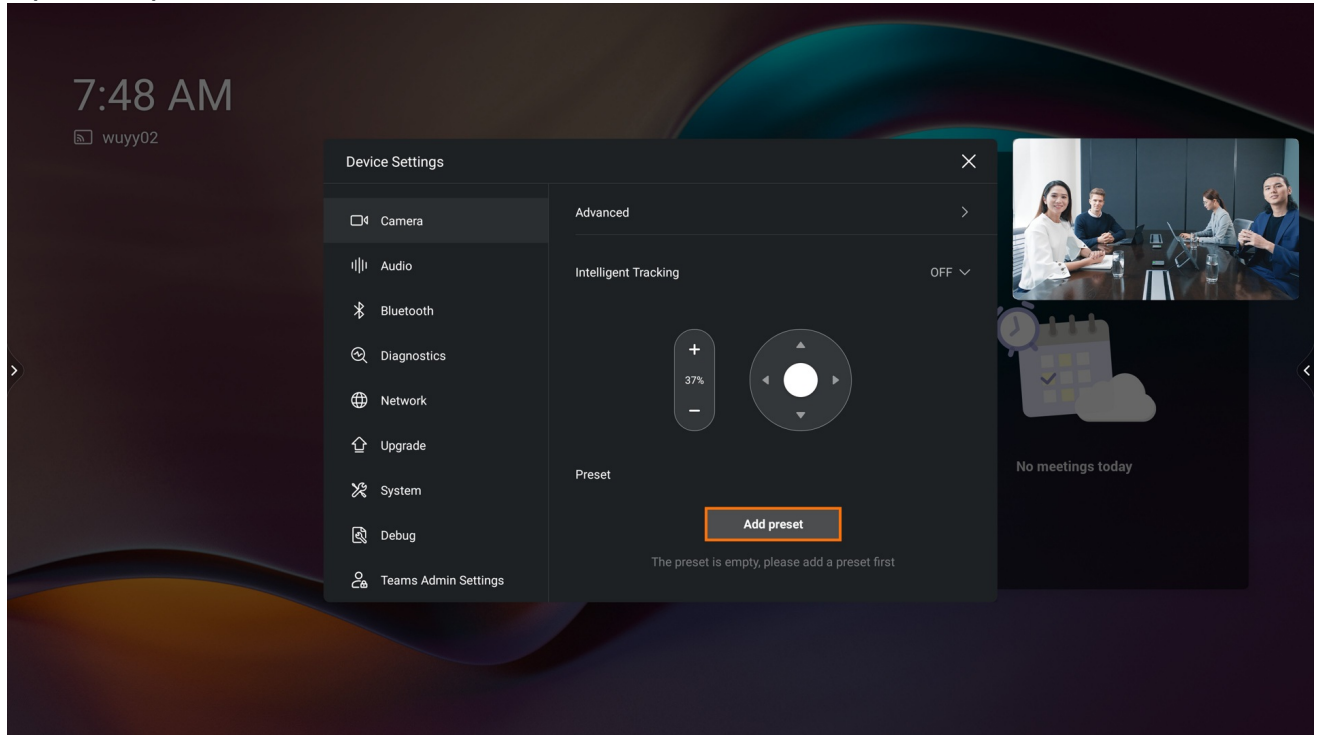 7:48 AM
wuyy02
Device Settings
Camera
Audio
Bluetooth
Diagnostics
Network
Upgrade
System
Debug
Teams Admin Settings
Advanced
Intelligent Tracking
OFF
+
37%
−
Preset
Add preset
The preset is empty, please add a preset first
No meetings today